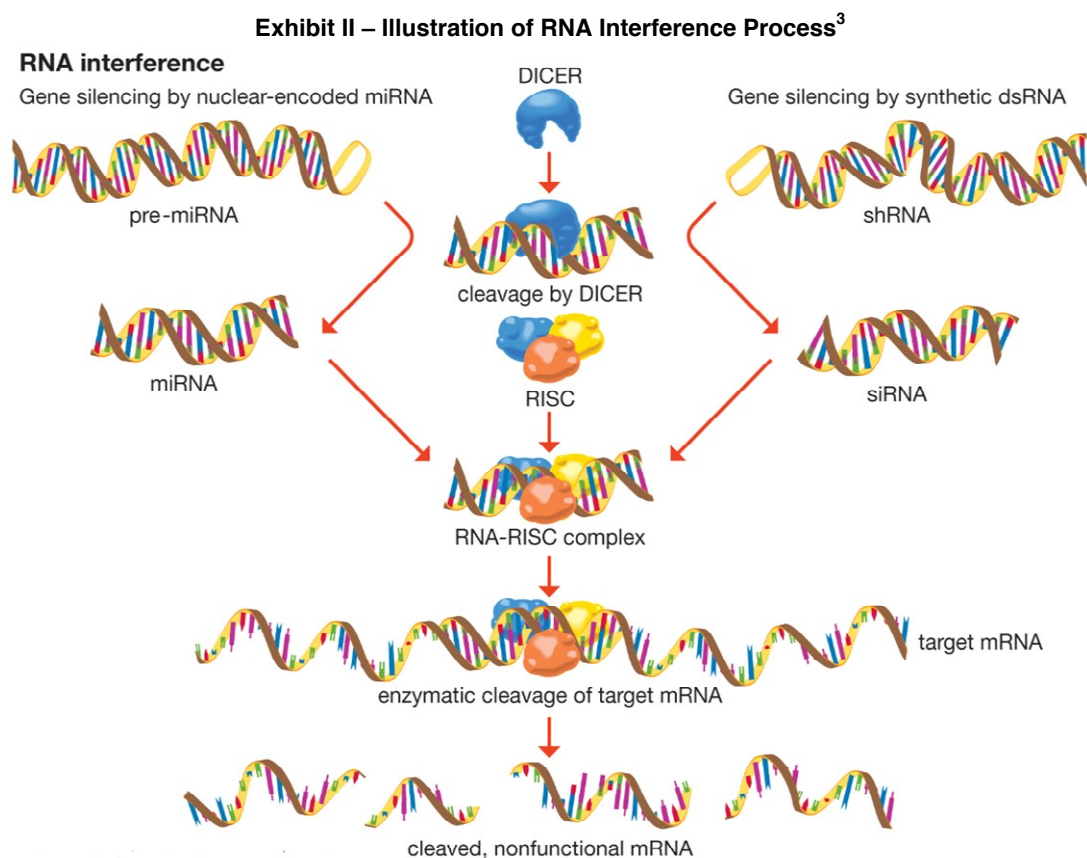 Exhibit II – Illustration of RNA Interference Process3
RNA interference
Gene silencing by nuclear-encoded miRNA
DICER
Gene silencing by synthetic dsRNA
pre-miRNA
shRNA
cleavage by DICER
miRNA
RISC
siRNA
RNA-RISC complex
target mRNA
enzymatic cleavage of target mRNA
cleaved, nonfunctional mRNA